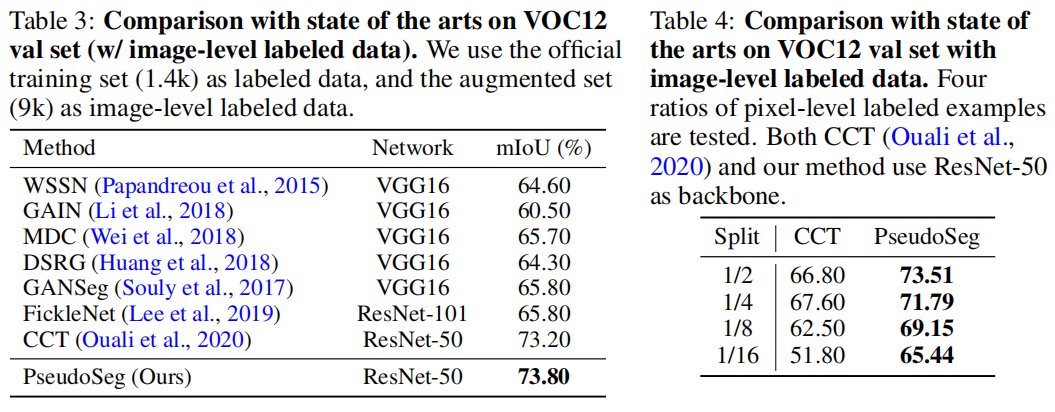 Table 3: Comparison with state of the arts on VOC12
val set (w/ image-level labeled data). We use the official
training set (1.4k) as labeled data, and the augmented set
(9k) as image-level labeled data.
Method Network mIoU (%)
WSSN (Papandreou et al., 2015) VGG16 64.60
GAIN (Li et al., 2018) VGG16 60.50
MDC (Wei et al., 2018) VGG16 65.70
DSRG (Huang et al., 2018) VGG16 64.30
GANSeg (Souly et al., 2017) VGG16 65.80
FickleNet (Lee et al., 2019) ResNet-101 65.80
CCT (Ouali et al., 2020) ResNet-50 73.20
PseudoSeg (Ours) ResNet-50 73.80
Table 4: Comparison with state of
the arts on VOC12 val set with
image-level labeled data. Four
ratios of pixel-level labeled examples
are tested. Both CCT (Ouali et al.,
2020) and our method use ResNet-50
as backbone.
Split CCT PseudoSeg
1/2 66.80 73.51
1/4 67.60 71.79
1/8 62.50 69.15
1/16 51.80 65.44